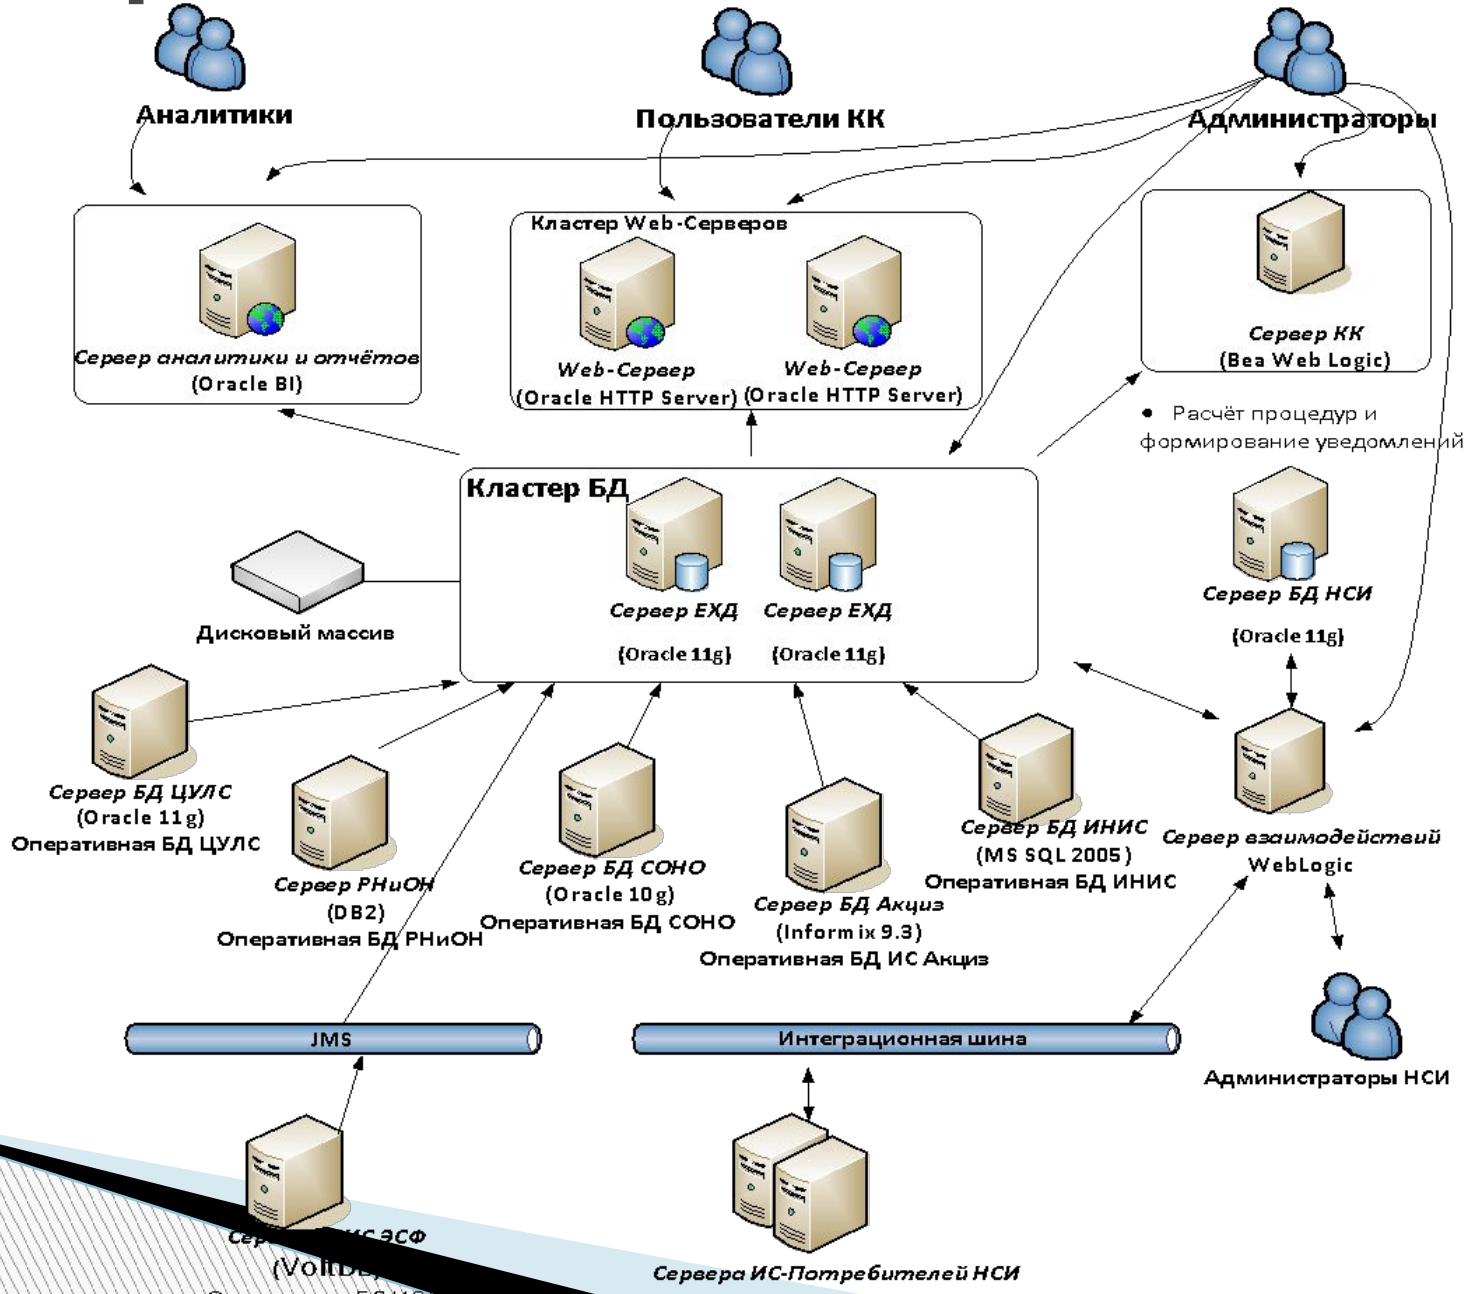 Аналитики
Пользователи КК
Администраторы
Кластер Web-Серверов
Сервер аналитики и отчётов
(Oracle BI)
Web-Сервер
(Oracle HTTP Server)
Web-Сервер
(Oracle HTTP Server)
Сервер КК
(Bea Web Logic)
• Расчёт процедур и
формирование уведомлений
Кластер БД
Сервер ЕХД
(Oracle 11g)
Сервер ЕХД
(Oracle 11g)
Сервер БД НСИ
(Oracle 11g)
Дисковый массив
Сервер БД ЦУЛС
(Oracle 11g)
Оперативная БД ЦУЛС
Сервер РНиОН
(DB2)
Оперативная БД РНиОН
Сервер БД СОНО
(Oracle 10g)
Оперативная БД СОНО
Сервер БД Акциз
(Informix 9.3)
Оперативная БД ИС Акциз
Сервер БД ИНИС
(MS SQL 2005)
Оперативная БД ИНИС
Сервер взаимодействий
WebLogic
JMS
Интеграционная шина
Администраторы НСИ
ЭСФ
Сервера ИС-Потребителей НСИ